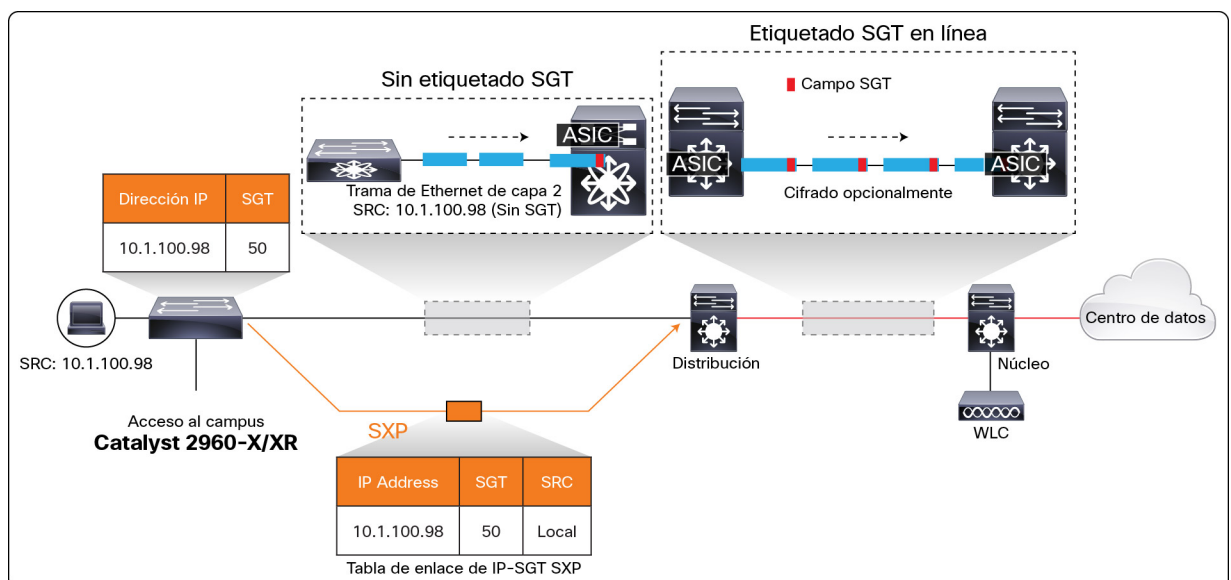 Etiquetado SGT en línea
Sin etiquetado SGT
Campo SGT
ASIC
Trama de Ethernet de capa 2
SRC: 10.1.100.98 (Sin SGT)
ASIC
ASIC
Cifrado opcionalmente
Dirección IP SGT
10.1.100.98 50
SRC: 10.1.100.98
Acceso al campus
Catalyst 2960-X/XR
Distribución
Núcleo
Centro de datos
WLC
SXP
IP Address SGT SRC
10.1.100.98 50 Local
Tabla de enlace de IP-SGT SXP